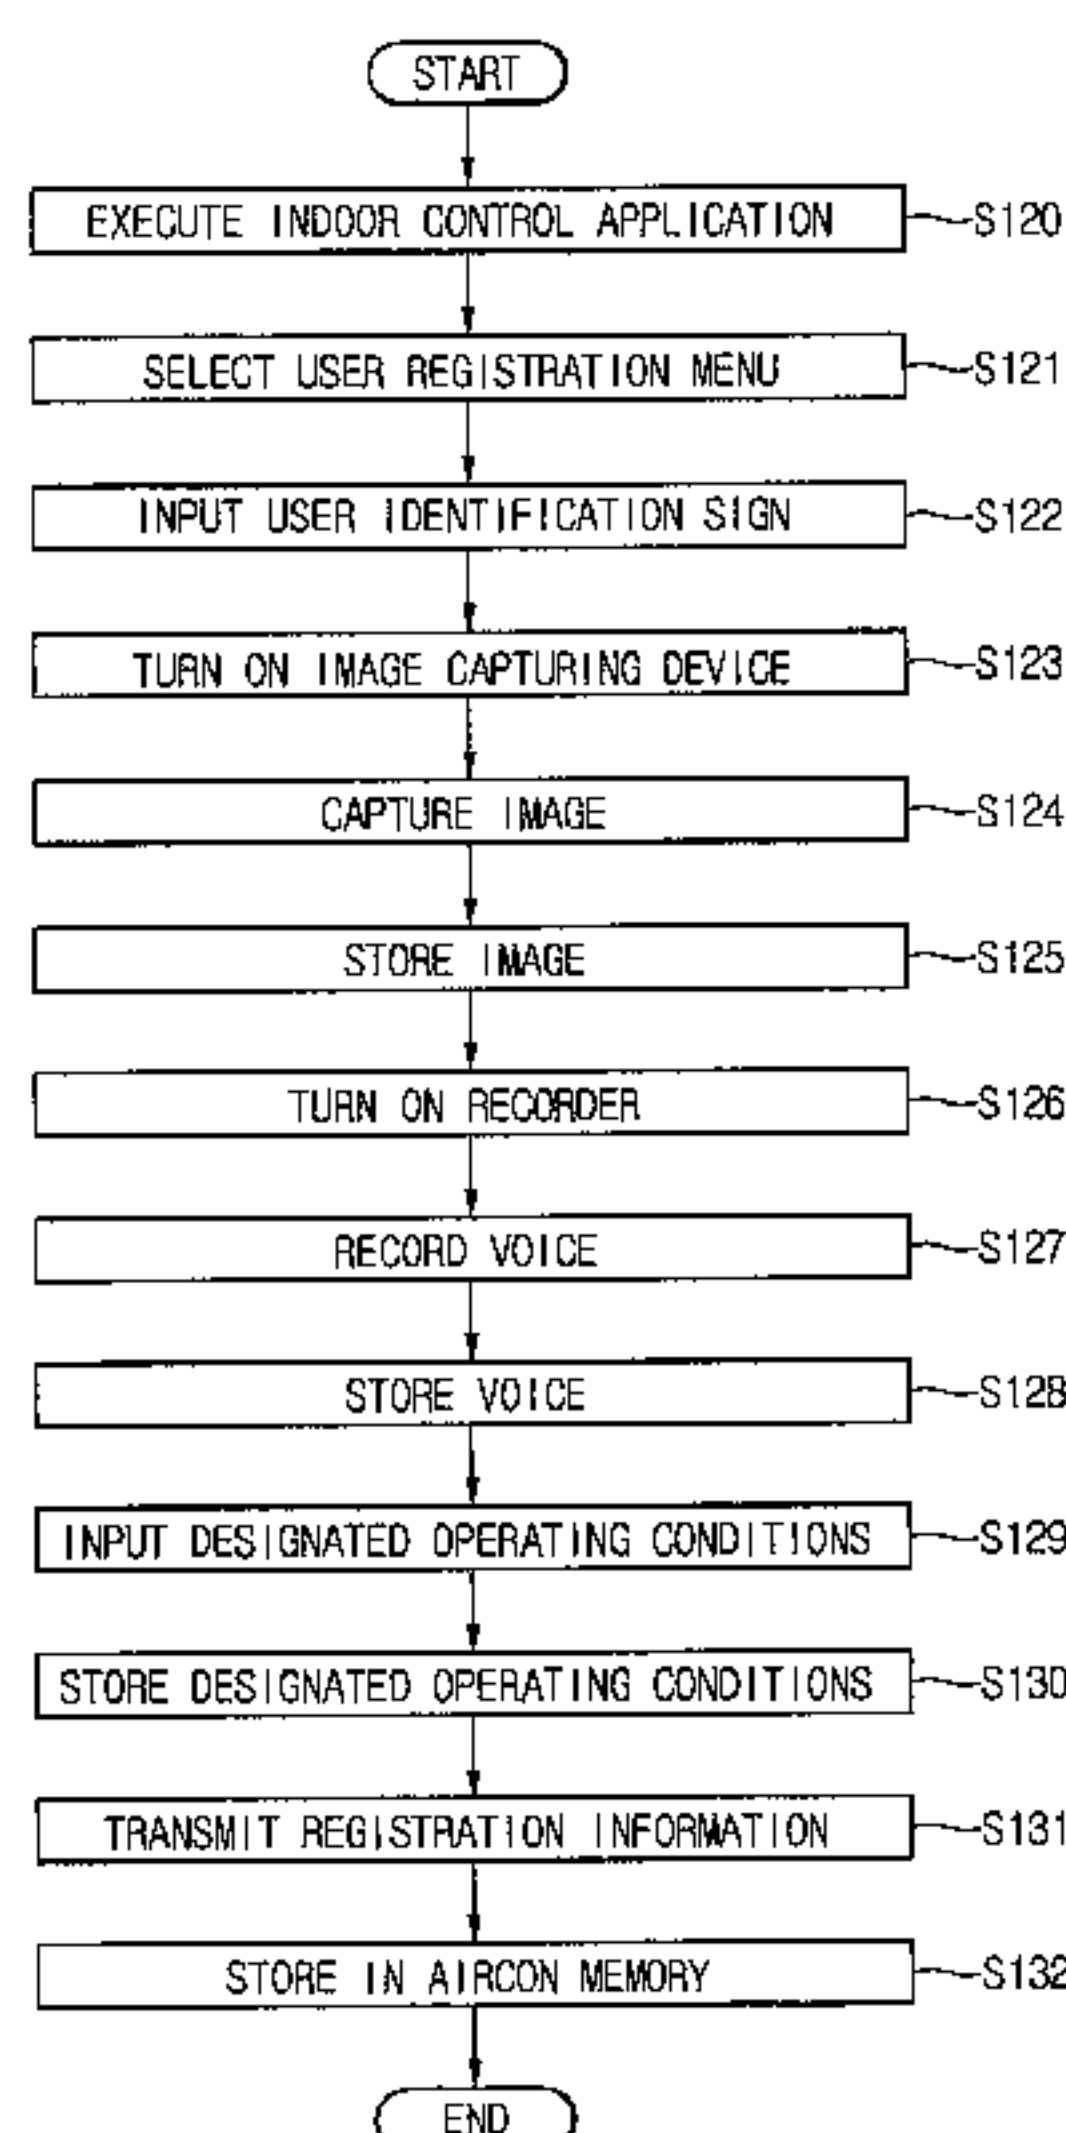 START
EXECUTE INDOOR CONTROL APPLICATION S120
SELECT USER REGISTRATION MENU S121
INPUT USER IDENTIFICATION SIGN S122
TURN ON IMAGE CAPTURING DEVICE S123
CAPTURE IMAGE S124
STORE IMAGE S125
TURN ON RECORDER S126
RECORD VOICE S127
STORE VOICE S128
INPUT DESIGNATED OPERATING CONDITIONS S129
STORE DESIGNATED OPERATING CONDITIONS S130
TRANSMIT REGISTRATION INFORMATION S131
STORE IN AIRCON MEMORY S132
END